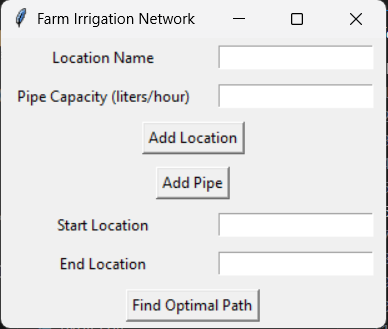 Farm Irrigation Network
Location Name
Pipe Capacity (liters/hour)
Add Location
Add Pipe
Start Location
End Location
Find Optimal Path